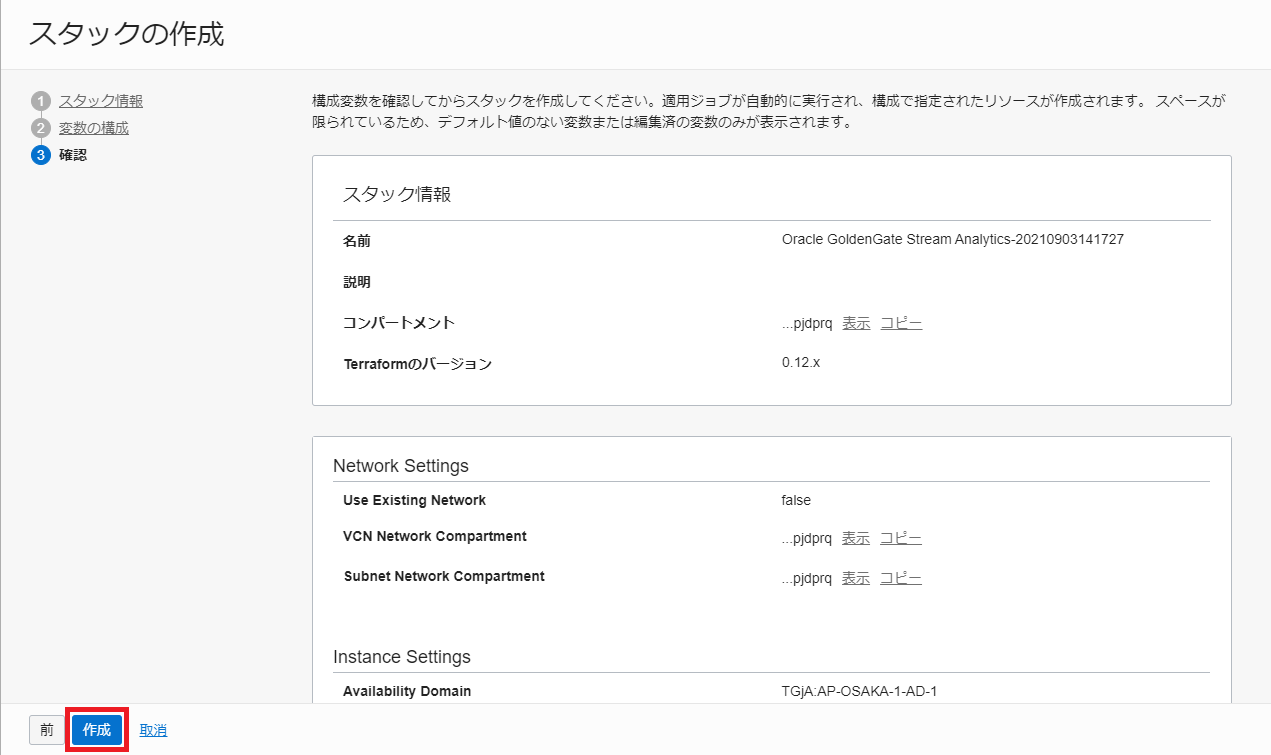 スタックの作成
1 スタック情報
2 変数の構成
3 確認
構成変数を確認してからスタックを作成してください。適用ジョブが自動的に実行され、構成で指定されたリソースが作成されます。 スペースが
限られているため、デフォルト値のない変数または編集済の変数のみが表示されます。
スタック情報
名前 Oracle GoldenGate Stream Analytics-20210903141727
説明
コンパートメント ...pjdprq 表示 コピー
Terraformのバージョン 0.12.x
Network Settings
Use Existing Network false
VCN Network Compartment ...pjdprq 表示 コピー
Subnet Network Compartment ...pjdprq 表示 コピー
Instance Settings
Availability Domain TGjA:AP-OSAKA-1-AD-1
前 作成 取消